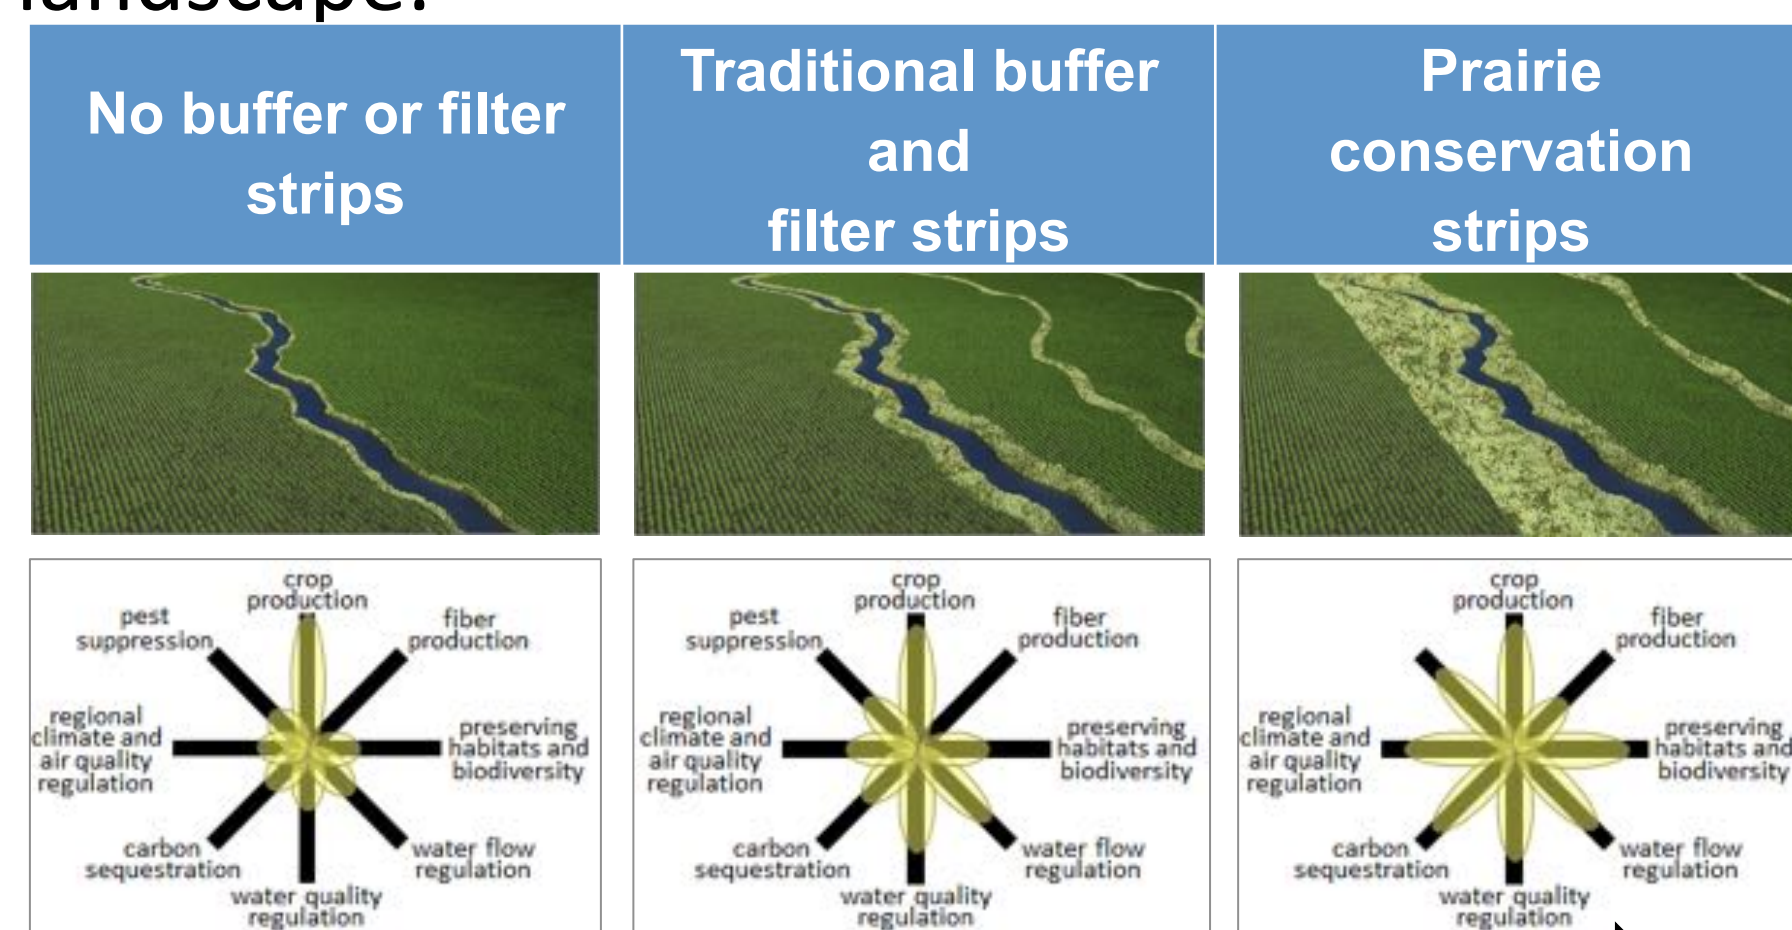 landscape?
No buffer or filter
strips
Traditional buffer
and
filter strips
Prairie
conservation
strips
crop
production
pest
suppression
fiber
production
regional
climate and
air quality
regulation
preserving
habitats and
biodiversity
carbon
sequestration
water flow
regulation
water quality
regulation
crop
production
pest
suppression
fiber
production
regional
climate and
air quality
regulation
preserving
habitats and
biodiversity
carbon
sequestration
water flow
regulation
water quality
regulation
crop
production
fiber
production
regional
climate and
air quality
regulation
preserving
habitats and
biodiversity
carbon
sequestration
water flow
regulation
water quality
regulation